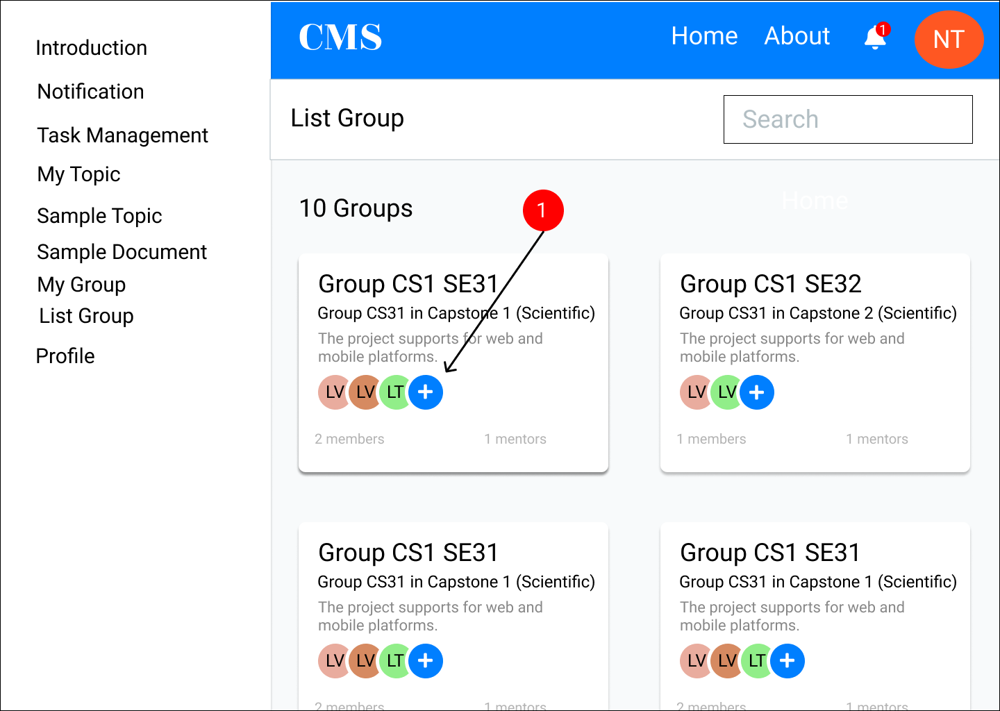 Introduction
Notification
Task Management
My Topic
Sample Topic
Sample Document
My Group
List Group
Profile
CMS
Home
About
1
NT
List Group
Search
10 Groups
1
Home
Group CS1 SE31
Group CS31 in Capstone 1 (Scientific)
The project supports for web and
mobile platforms.
LV LV LT +
2 members
1 mentors
Group CS1 SE32
Group CS31 in Capstone 2 (Scientific)
The project supports for web and
mobile platforms.
LV LV +
1 members
1 mentors
Group CS1 SE31
Group CS31 in Capstone 1 (Scientific)
The project supports for web and
mobile platforms.
LV LV LT +
2 members
1 mentors
Group CS1 SE31
Group CS31 in Capstone 1 (Scientific)
The project supports for web and
mobile platforms.
LV LV LT +
2 members
1 mentors